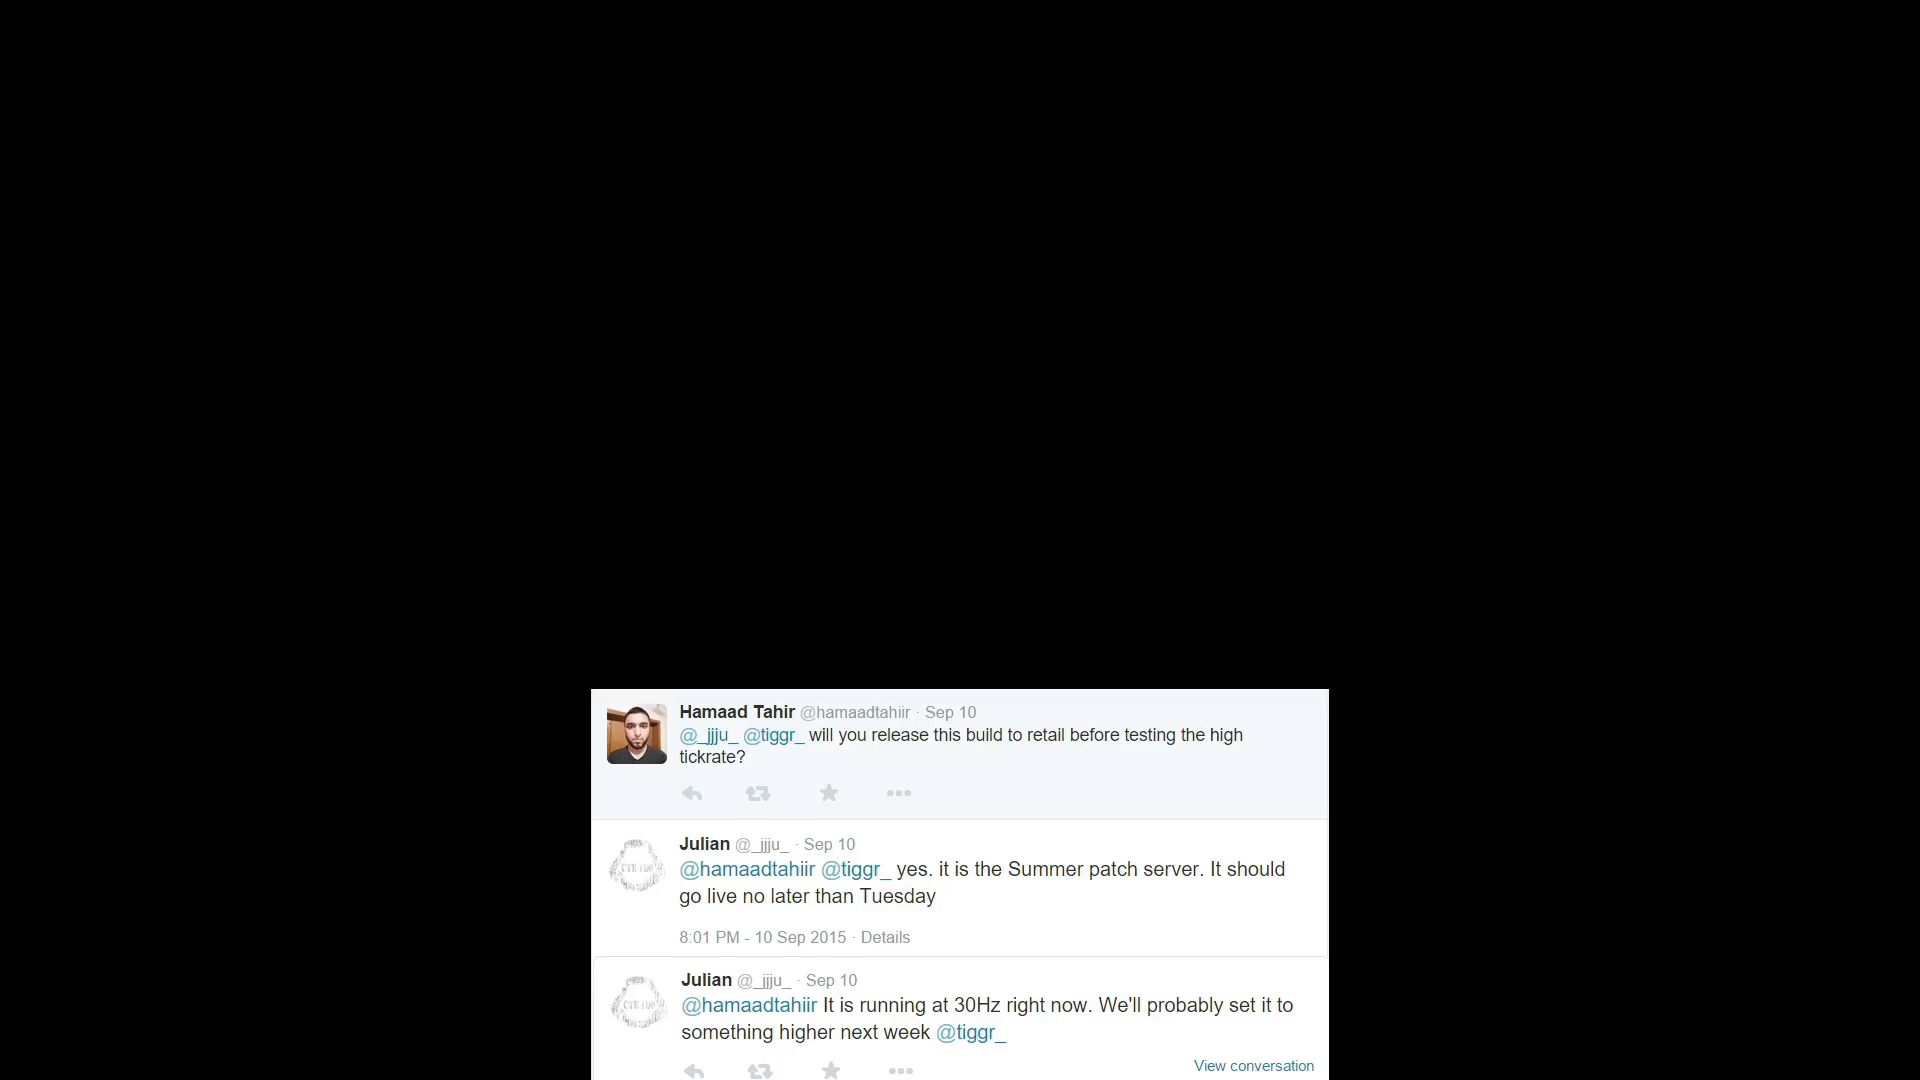 Hamaad Tahir @hamaadtahiir · Sep 10
@_jjju_ @tiggr_ will you release this build to retail before testing the high
tickrate?
Julian @_jjju_ · Sep 10
@hamaadtahiir @tiggr_ yes. it is the Summer patch server. It should
go live no later than Tuesday
8:01 PM - 10 Sep 2015 · Details
Julian @_jjju_ · Sep 10
@hamaadtahiir It is running at 30Hz right now. We'll probably set it to
something higher next week @tiggr_
View conversation